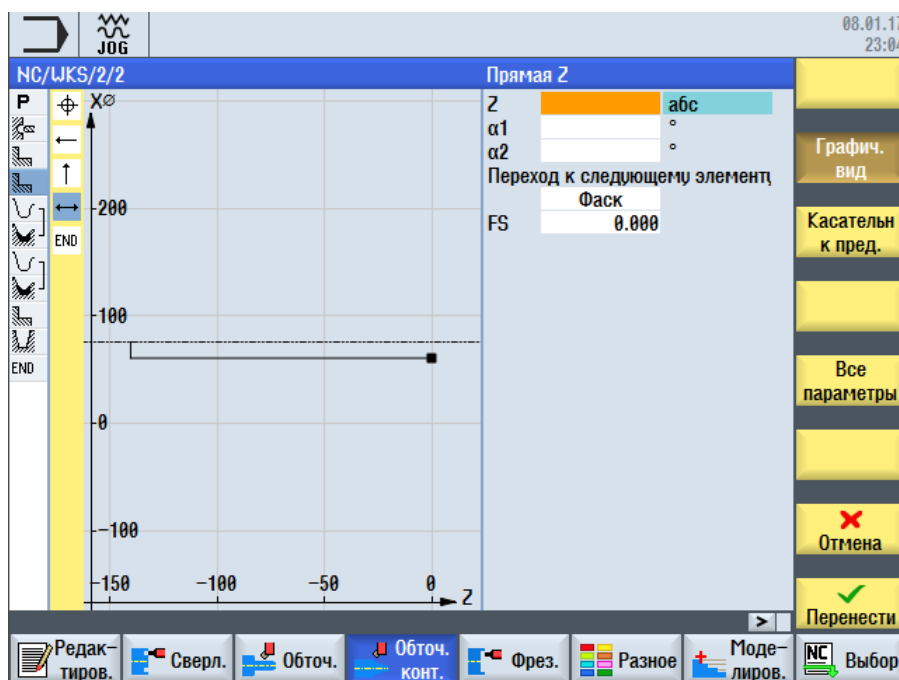 JOG
08.01.17
23:04
NC/WKS/2/2
Прямая Z
P
END
END
X∅
200
100
0
-100
-150
-100
-50
0
Z
Z абс
α1 °
α2 °
Переход к следующему элементу
Фаск
FS 0.000
Графич.
вид
Касательн
к пред.
Все
параметры
Отмена
Перенести
>
Редак-
тиров.
Сверл.
Обточ.
Обточ.
конт.
Фрез.
Разное
Моде-
лиров.
NC
Выбор